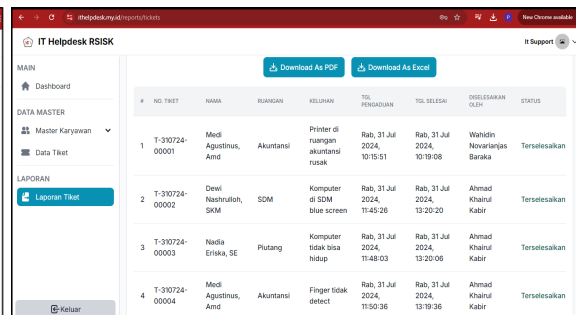 ithelpdesk.my.id/reports/tickets
New Chrome available
IT Helpdesk RSISK
It Support
MAIN
Dashboard
DATA MASTER
Master Karyawan
Data Tiket
LAPORAN
Laporan Tiket
Keluar
Download As PDF
Download As Excel
# NO. TIKET NAMA RUANGAN KELUHAN TGL PENGADUAN TGL SELESAI DISELESAIKAN OLEH STATUS
1 T-310724-00001 Medi Agustinus, Amd Akuntansi Printer di ruangan akuntansi rusak Rab, 31 Jul 2024, 10:15:51 Rab, 31 Jul 2024, 10:19:08 Wahidin Novarianjas Baraka Terselesaikan
2 T-310724-00002 Dewi Nashrulloh, SKM SDM Komputer di SDM blue screen Rab, 31 Jul 2024, 11:45:26 Rab, 31 Jul 2024, 13:20:20 Ahmad Khairul Kabir Terselesaikan
3 T-310724-00003 Nadia Eriska, SE Piutang Komputer tidak bisa hidup Rab, 31 Jul 2024, 11:48:03 Rab, 31 Jul 2024, 13:20:06 Ahmad Khairul Kabir Terselesaikan
4 T-310724-00004 Medi Agustinus, Amd Akuntansi Finger tidak detect Rab, 31 Jul 2024, 11:50:36 Rab, 31 Jul 2024, 13:19:36 Ahmad Khairul Kabir Terselesaikan